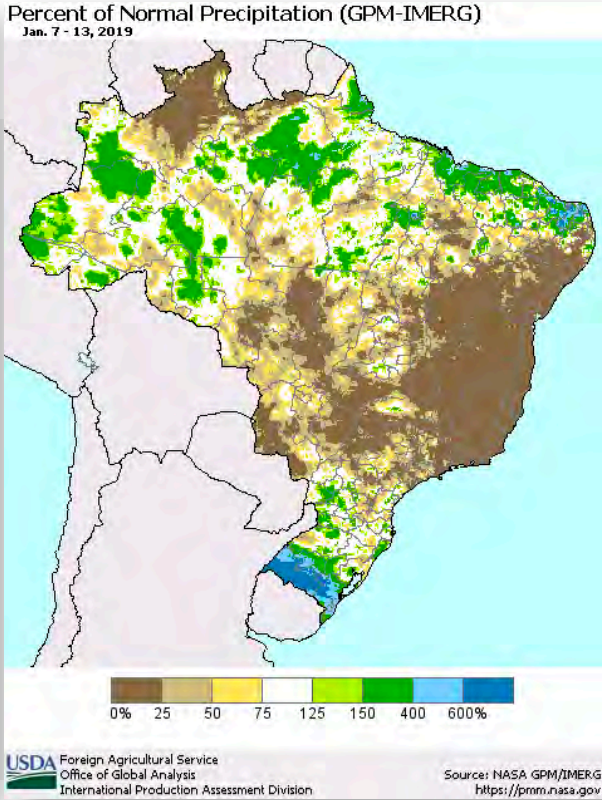 Percent of Normal Precipitation (GPM-IMERG)
Jan. 7 - 13, 2019
0% 25 50 75 125 150 400 600%
USDA Foreign Agricultural Service
Office of Global Analysis
International Production Assessment Division
Source: NASA GPM/IMERG
https://pmm.nasa.gov